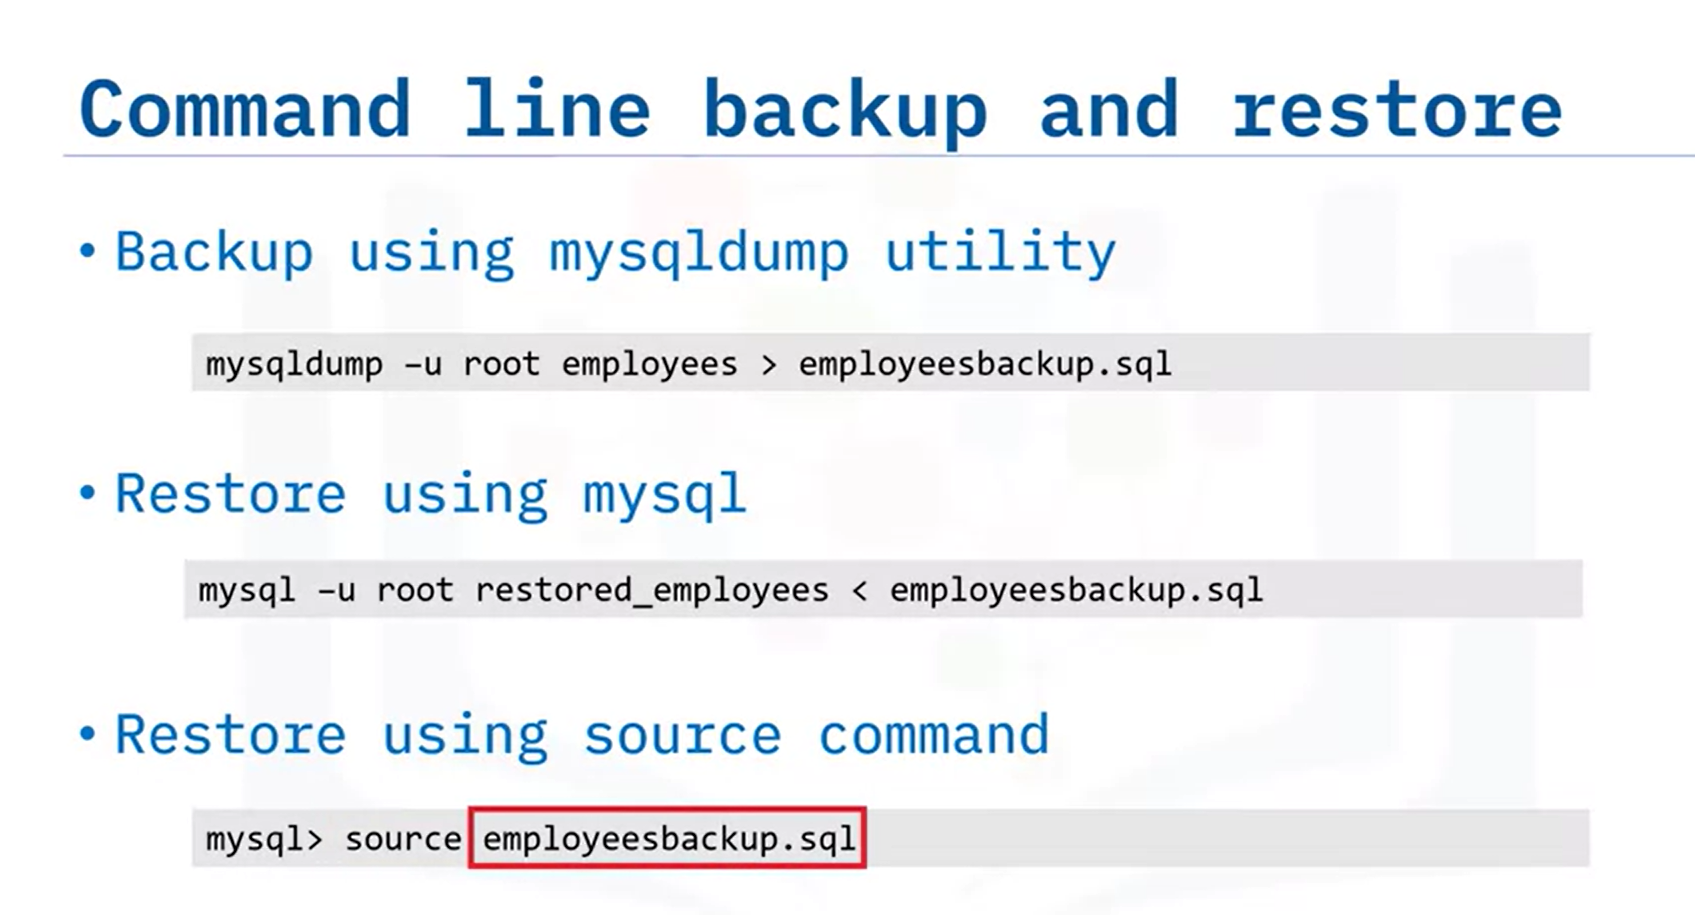 Command line backup and restore
• Backup using mysqldump utility
mysqldump –u root employees > employeesbackup.sql
• Restore using mysql
mysql –u root restored_employees < employeesbackup.sql
• Restore using source command
mysql> source employeesbackup.sql